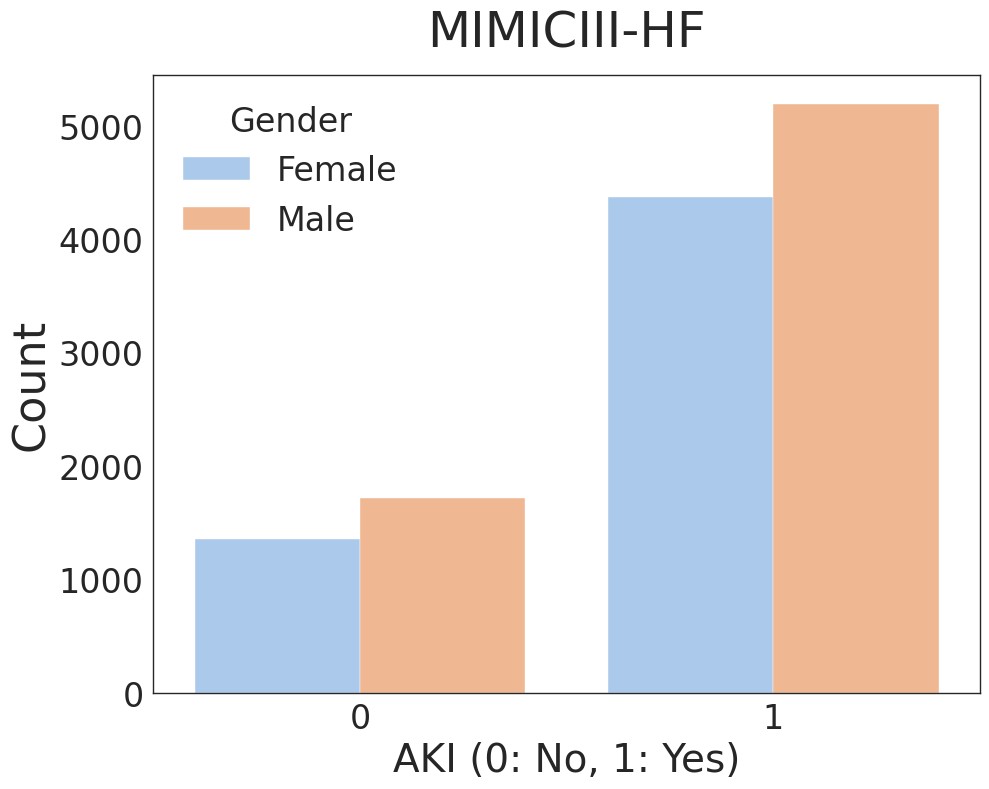 MIMICIII-HF
Gender
Female
Male
5000
4000
3000
2000
1000
0
Count
0 1
AKI (0: No, 1: Yes)